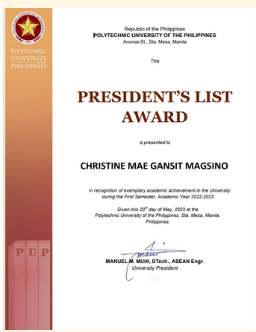 Republic of the Philippines
POLYTECHNIC UNIVERSITY OF THE PHILIPPINES
Anonas St., Sta. Mesa, Manila
POLYTECHNIC
UNIVERSITY
OF THE
PHILIPPINES
This
PRESIDENT'S LIST
AWARD
is presented to
CHRISTINE MAE GANSIT MAGSINO
in recognition of exemplary academic achievement in the University
during the First Semester, Academic Year 2022-2023
Given this 20th day of May, 2023 at the
Polytechnic University of the Philippines, Sta. Mesa, Manila,
Philippines.
PUP
MANUEL M. MUHI, DTech., ASEAN Engr.
University President